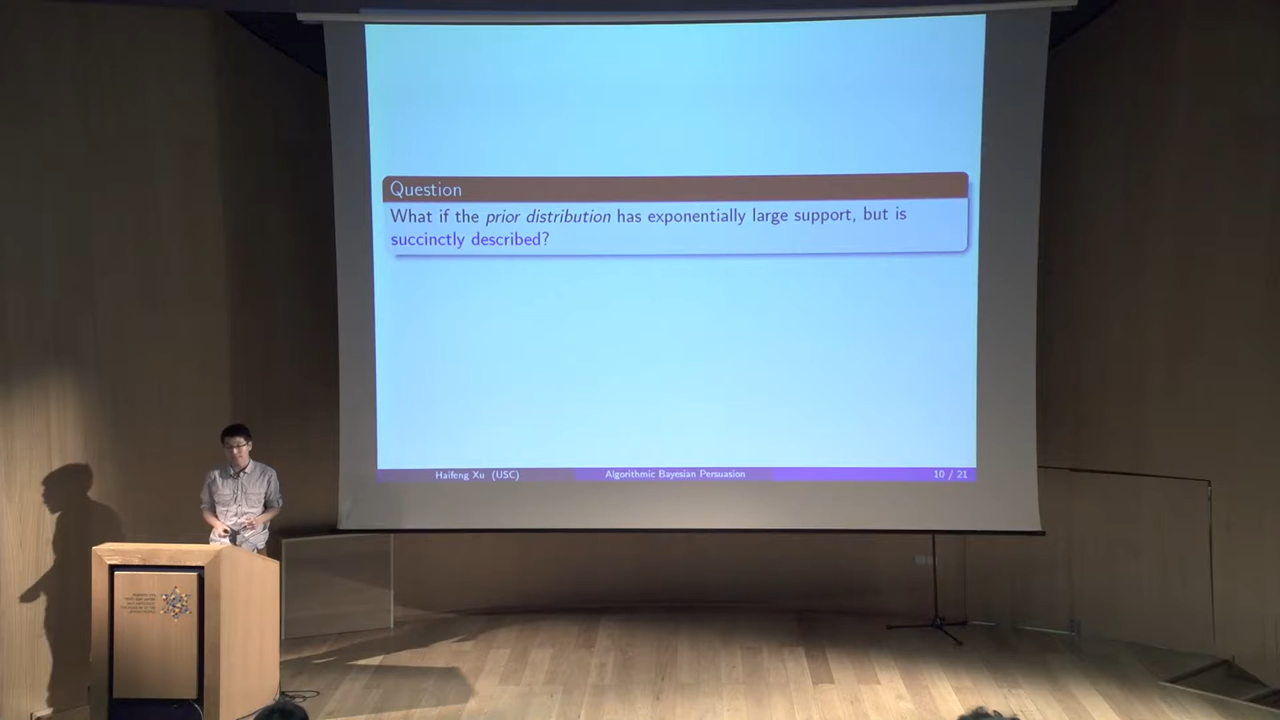 Question
What if the prior distribution has exponentially large support, but is
succinctly described?
Haifeng Xu (USC)
Algorithmic Bayesian Persuasion
10 / 21